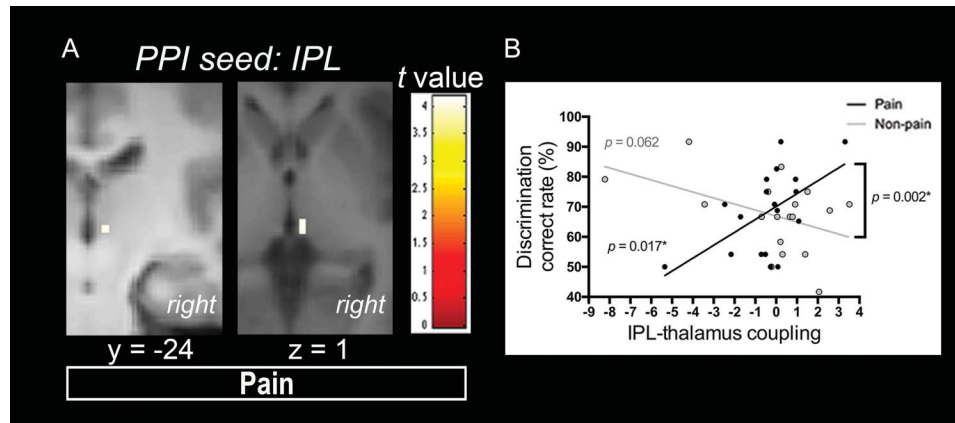 A
PPI seed: IPL
t value
4
3.5
3
2.5
2
1.5
1
0.5
0
right
right
y = -24
z = 1
Pain
B
Pain
Non-pain
100
90
80
70
60
50
40
Discrimination
correct rate (%)
p = 0.062
p = 0.017*
p = 0.002*
-9 -8 -7 -6 -5 -4 -3 -2 -1 0 1 2 3 4
IPL-thalamus coupling